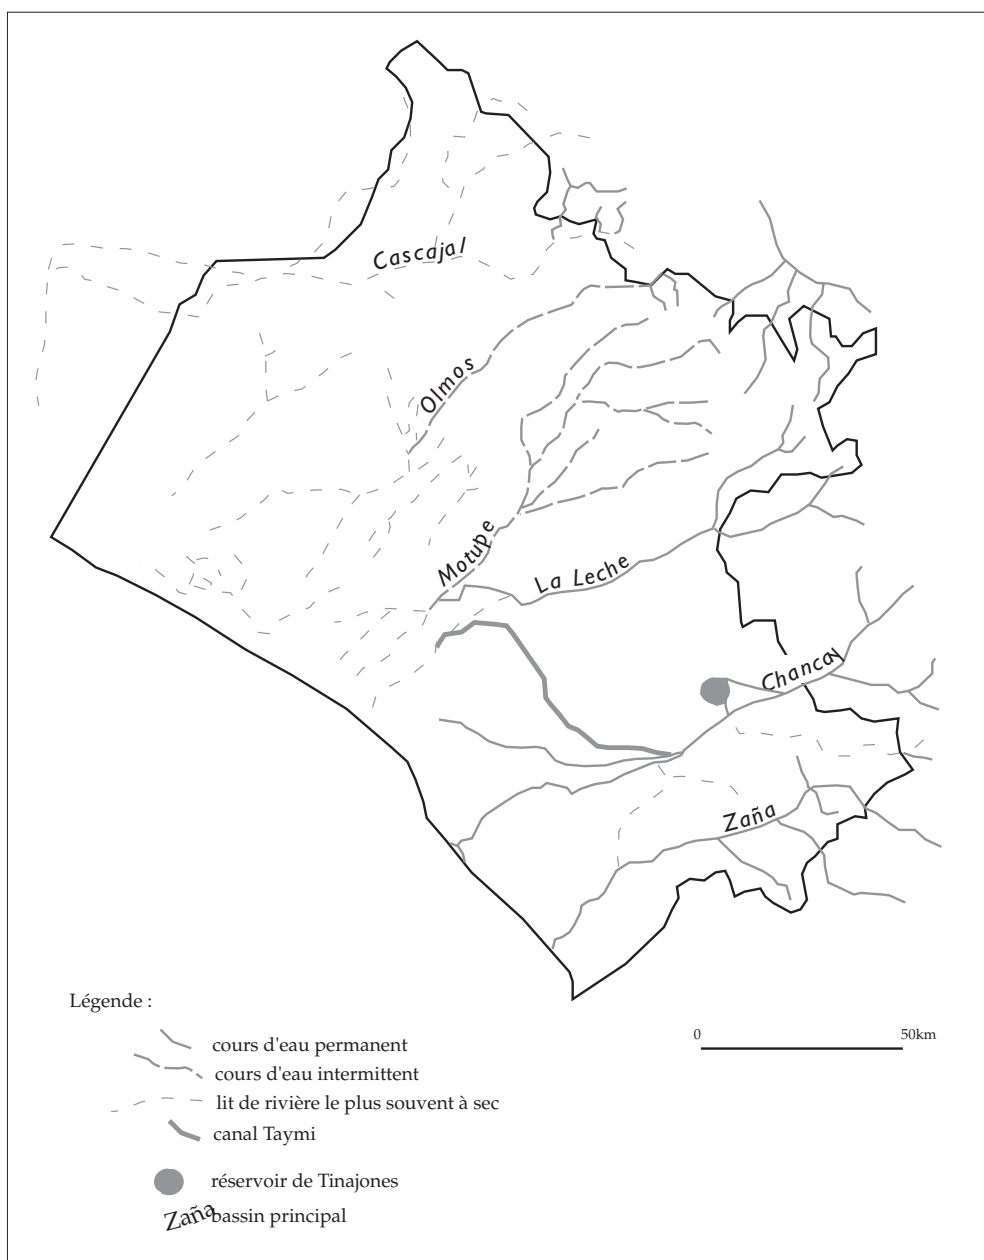 Cascajal
Olmos
Motupe
La Leche
Chancay
Zaña
Légende :
0
50km
cours d'eau permanent
cours d'eau intermittent
lit de rivière le plus souvent à sec
canal Taymi
réservoir de Tinajones
Zaña bassin principal